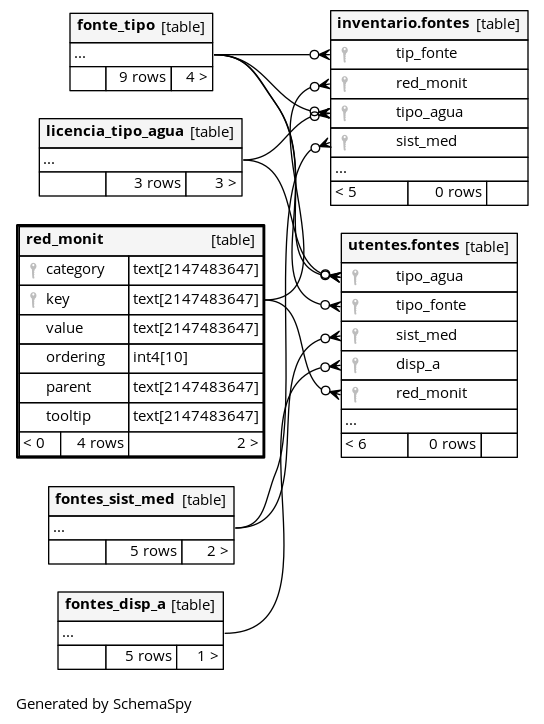 fonte_tipo [table]
...
9 rows 4 >
licencia_tipo_agua [table]
...
3 rows 3 >
red_monit [table]
category text[2147483647]
key text[2147483647]
value text[2147483647]
ordering int4[10]
parent text[2147483647]
tooltip text[2147483647]
< 0 4 rows 2 >
fontes_sist_med [table]
...
5 rows 2 >
fontes_disp_a [table]
...
5 rows 1 >
inventario.fontes [table]
tip_fonte
red_monit
tipo_agua
sist_med
...
< 5 0 rows
utentes.fontes [table]
tipo_agua
tipo_fonte
sist_med
disp_a
red_monit
...
< 6 0 rows
Generated by SchemaSpy